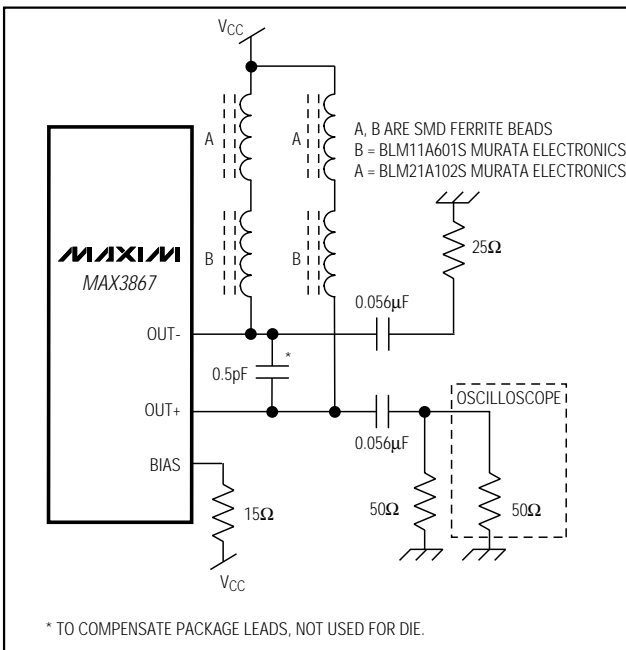 VCC
A
A
A, B ARE SMD FERRITE BEADS
B = BLM11A601S MURATA ELECTRONICS
A = BLM21A102S MURATA ELECTRONICS
MAXIM
MAX3867
B
B
25Ω
0.056μF
OUT-
0.5pF
*
OUT+
OSCILLOSCOPE
0.056μF
BIAS
15Ω
50Ω
50Ω
VCC
* TO COMPENSATE PACKAGE LEADS, NOT USED FOR DIE.